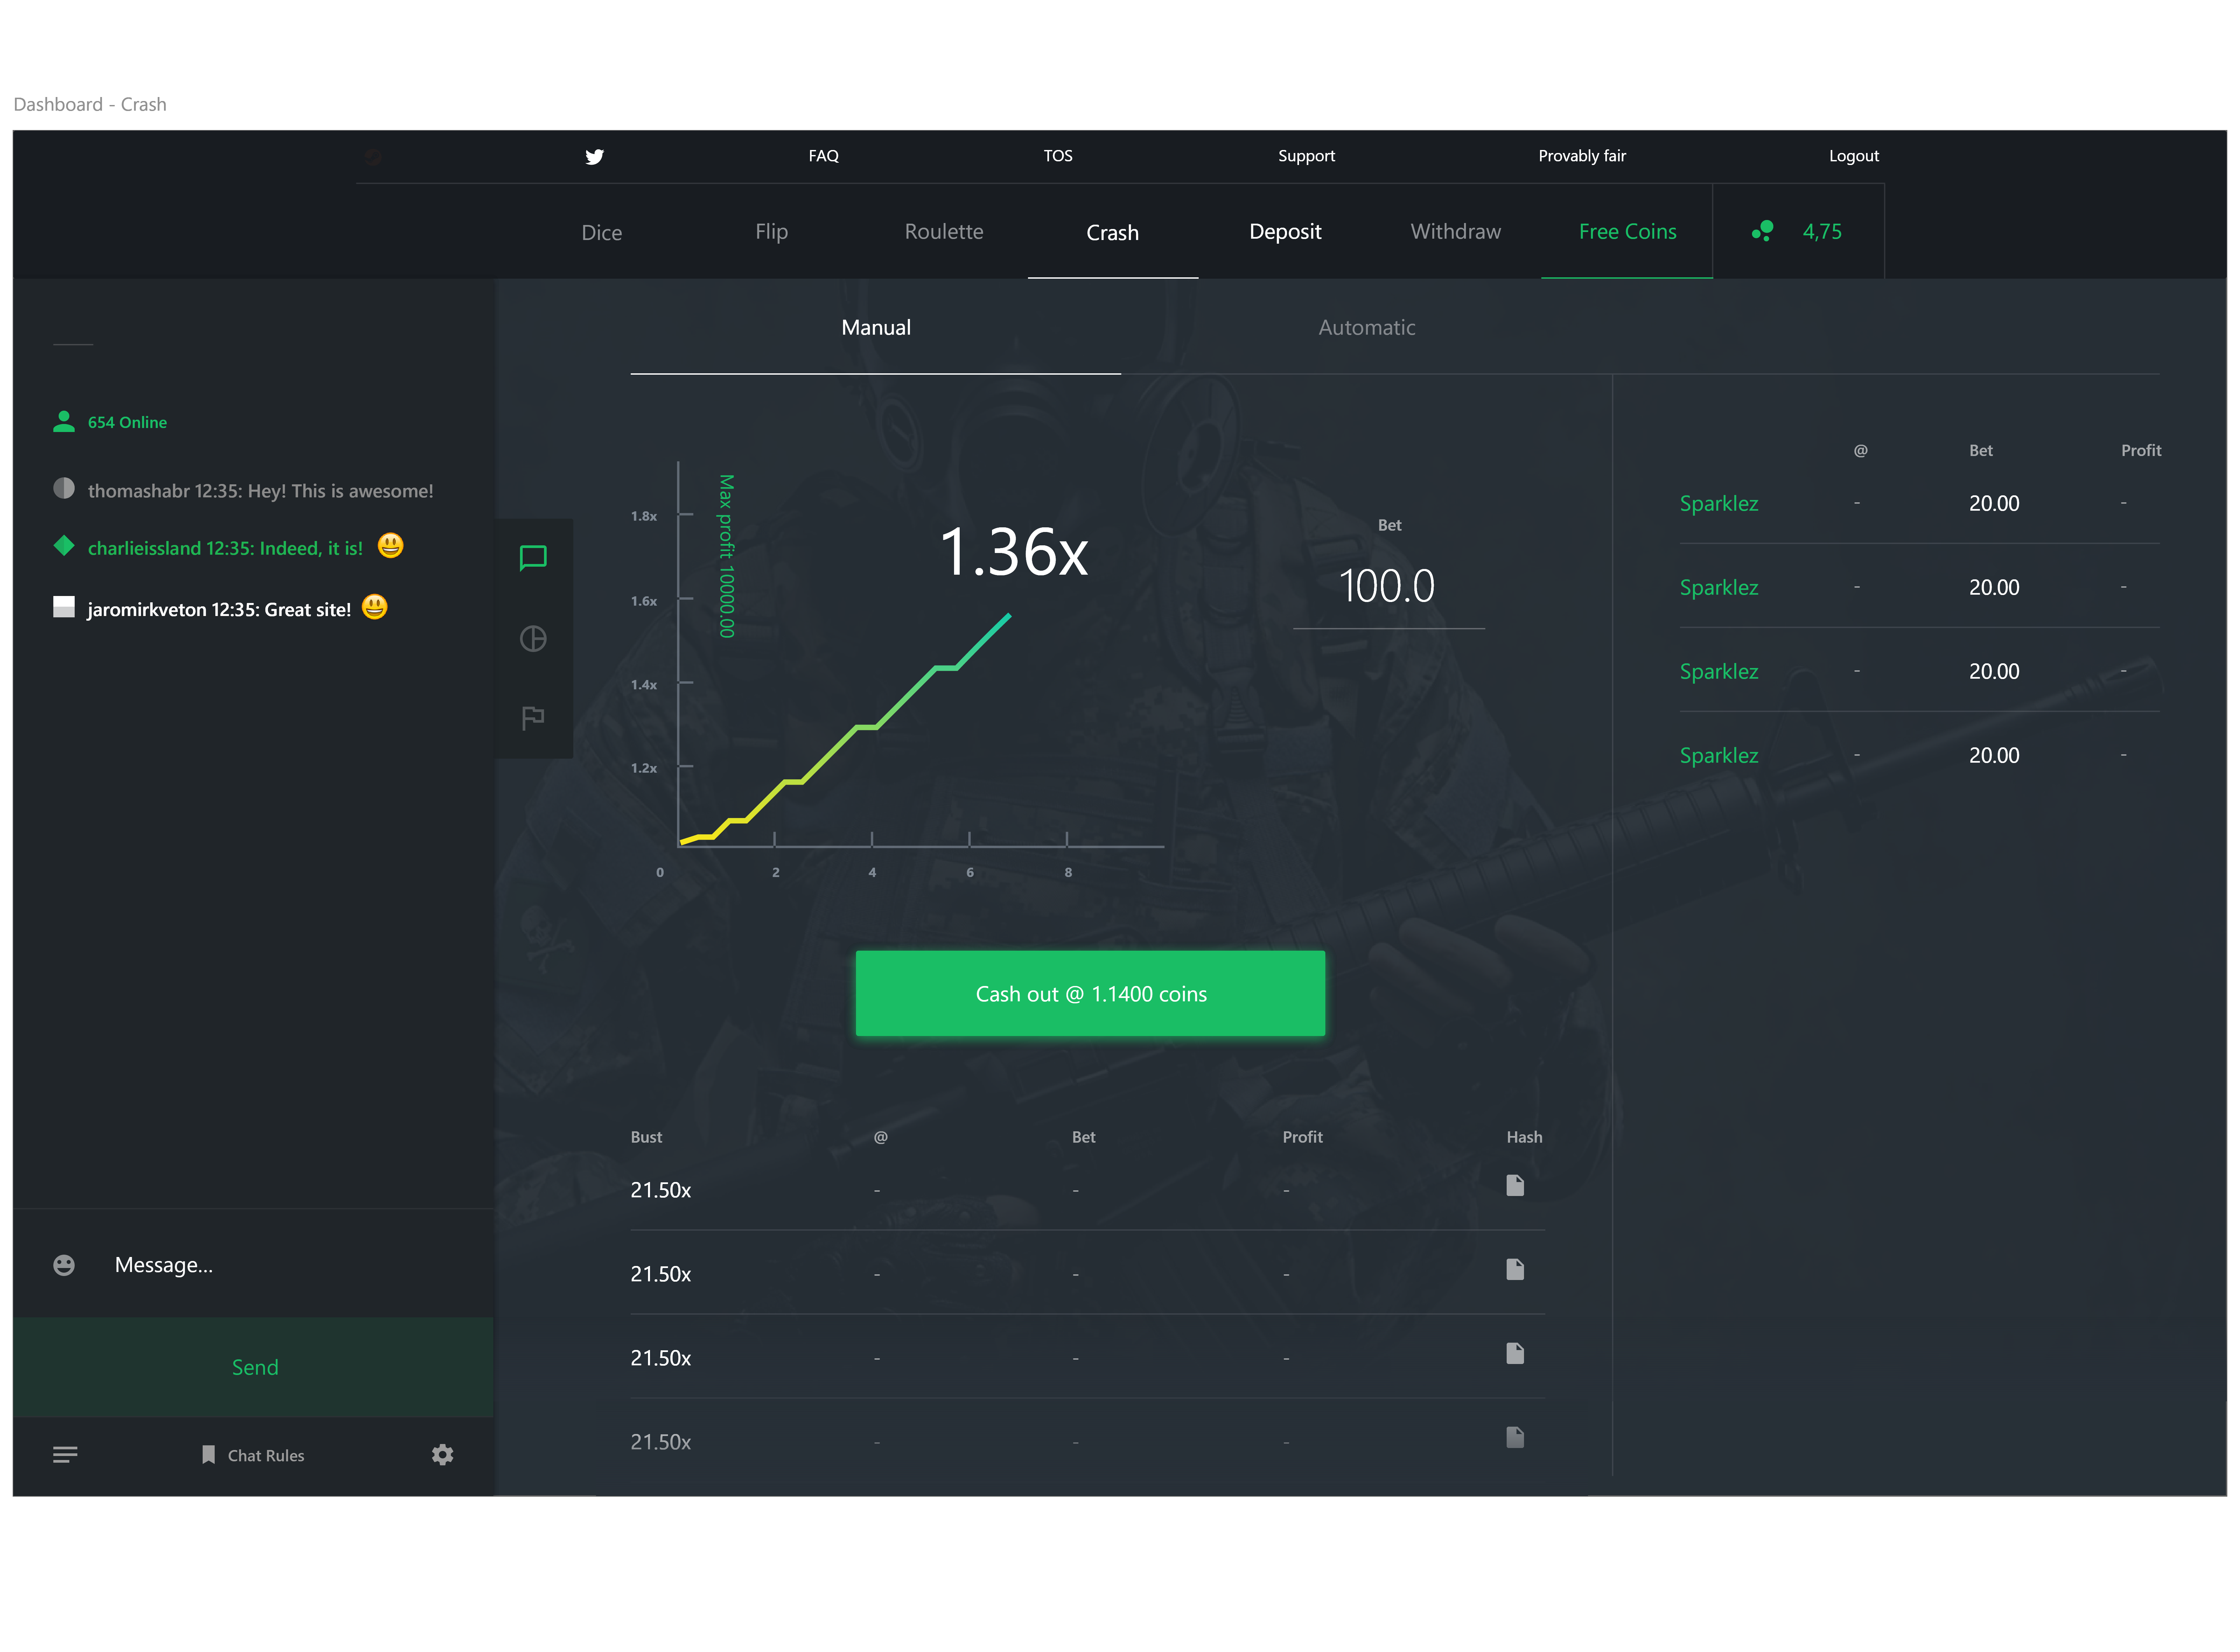 Dashboard - Crash
FAQ TOS Support Provably fair Logout
Dice Flip Roulette Crash Deposit Withdraw Free Coins 4,75
Manual Automatic
654 Online
thomashabr 12:35: Hey! This is awesome!
charlieissland 12:35: Indeed, it is! 😃
jaromirkveton 12:35: Great site! 😃
Message...
Send
Chat Rules
1.8x
1.6x
1.4x
1.2x
0 2 4 6 8
Max profit 10000.00
1.36x
Bet
100.0
Cash out @ 1.1400 coins
Bust @ Bet Profit Hash
21.50x - - -
21.50x - - -
21.50x - - -
21.50x - - -
@ Bet Profit
Sparklez - 20.00 -
Sparklez - 20.00 -
Sparklez - 20.00 -
Sparklez - 20.00 -